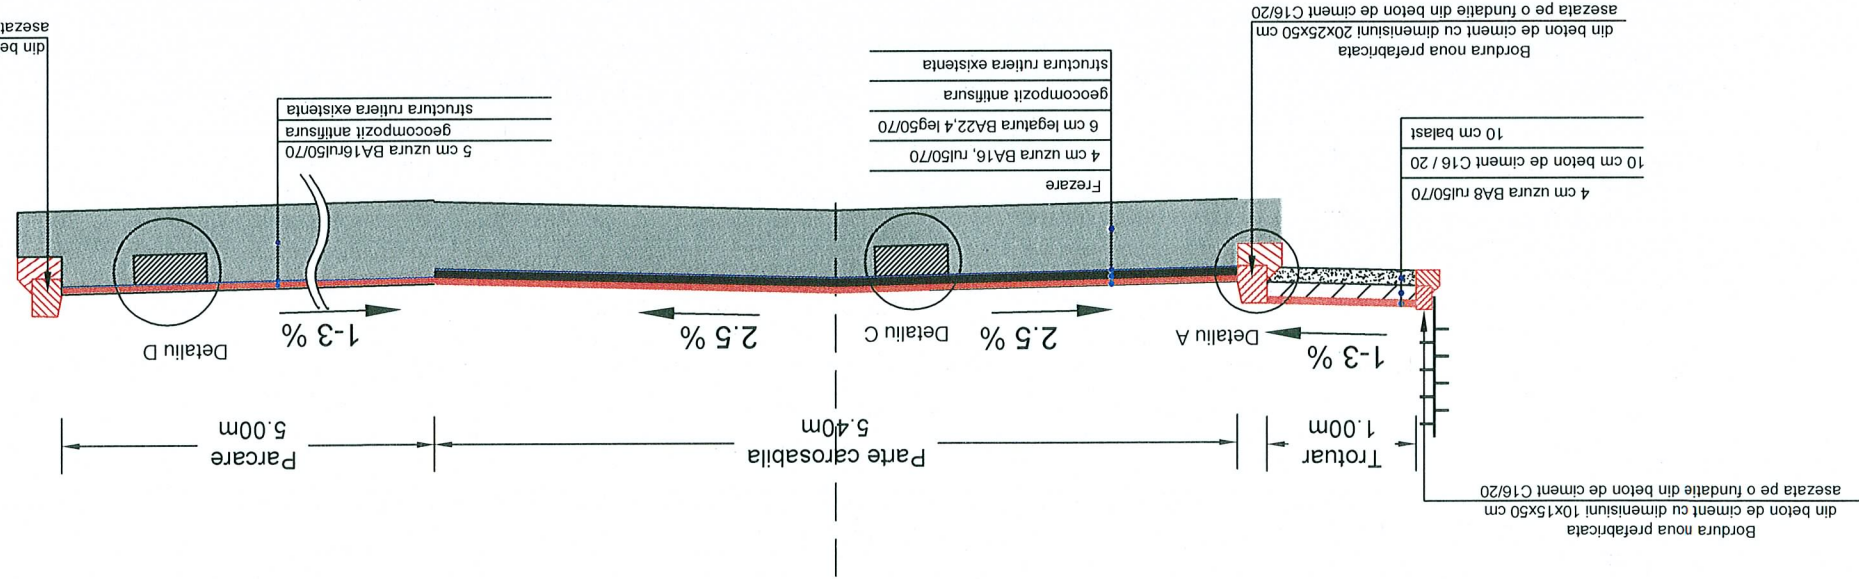 Bordura noua prefabricata
din beton de ciment cu dimenisiuni 10x15x50 cm
asezata pe o fundatie din beton de ciment C16/20
Trotuar
1.00m
Parte carosabila
5.40m
Parcare
5.00m
1-3 %
Detaliu A
2.5 %
Detaliu C
2.5 %
1-3 %
Detaliu D
4 cm uzura BA8 rul50/70
10 cm beton de ciment C16 / 20
10 cm balast
Frezare
4 cm uzura BA16, rul50/70
6 cm legatura BA22,4 leg50/70
geocompozit antifisura
structura rutiera existenta
5 cm uzura BA16rul50/70
geocompozit antifisura
structura rutiera existenta
Bordura noua prefabricata
din beton de ciment cu dimenisiuni 20x25x50 cm
asezata pe o fundatie din beton de ciment C16/20
din be
asezat